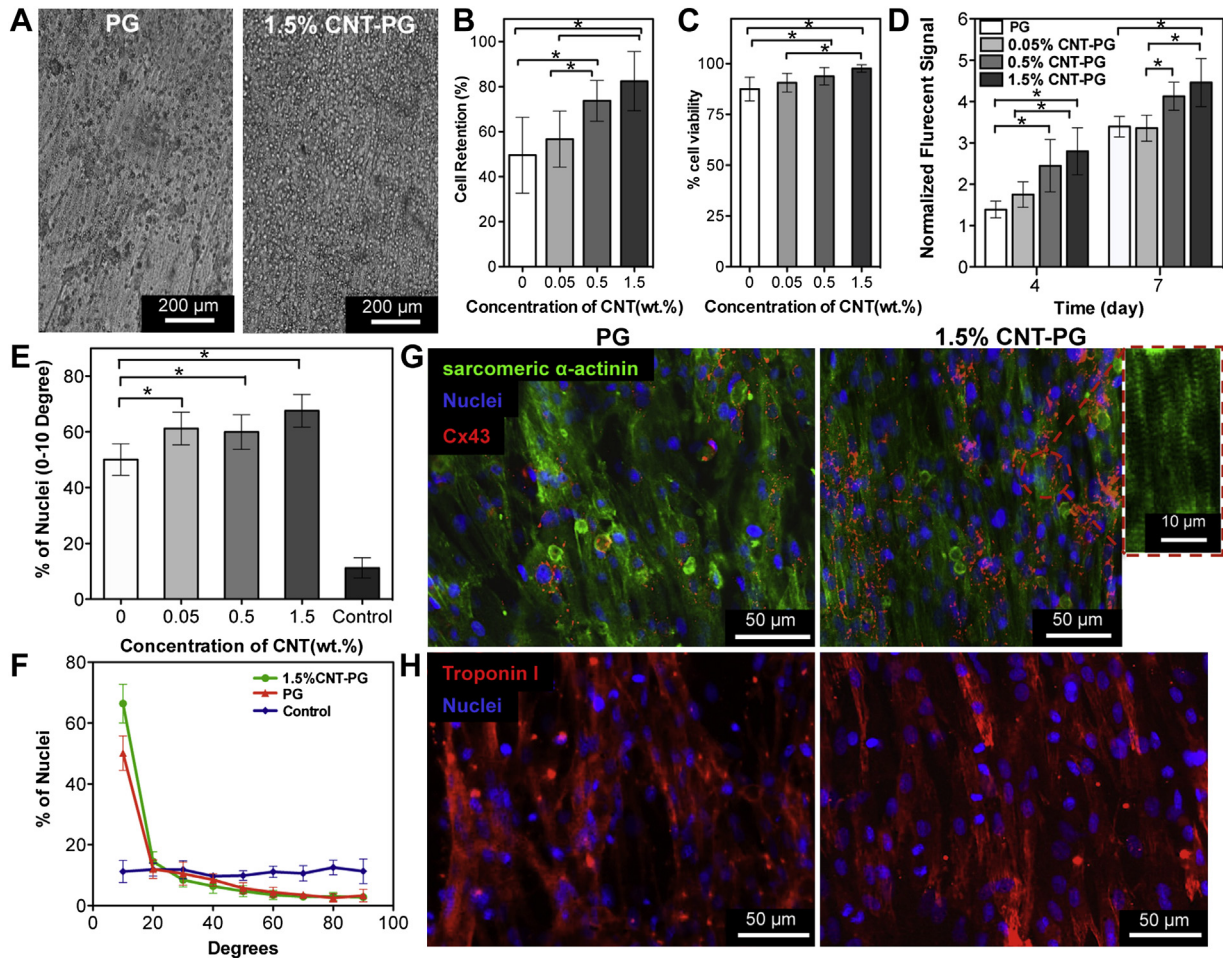 A
PG
1.5% CNT-PG
200 µm
200 µm
B
Cell Retention (%)
100
80
60
40
20
0
* * * *
0 0.05 0.5 1.5
Concentration of CNT(wt.%)
C
% cell viability
100
75
50
25
0
* * *
0 0.05 0.5 1.5
Concentration of CNT(wt.%)
D
Normalized Flurecent Signal
6
5
4
3
2
1
0
PG
0.05% CNT-PG
0.5% CNT-PG
1.5% CNT-PG
* * *
* * *
4 7
Time (day)
E
% of Nuclei (0-10 Degree)
80
60
40
20
0
* * *
0 0.05 0.5 1.5 Control
Concentration of CNT(wt.%)
F
% of Nuclei
80
60
40
20
0
1.5%CNT-PG
PG
Control
0 20 40 60 80 100
Degrees
G
PG
1.5% CNT-PG
sarcomeric α-actinin
Nuclei
Cx43
50 µm
50 µm
10 µm
H
Troponin I
Nuclei
50 µm
50 µm